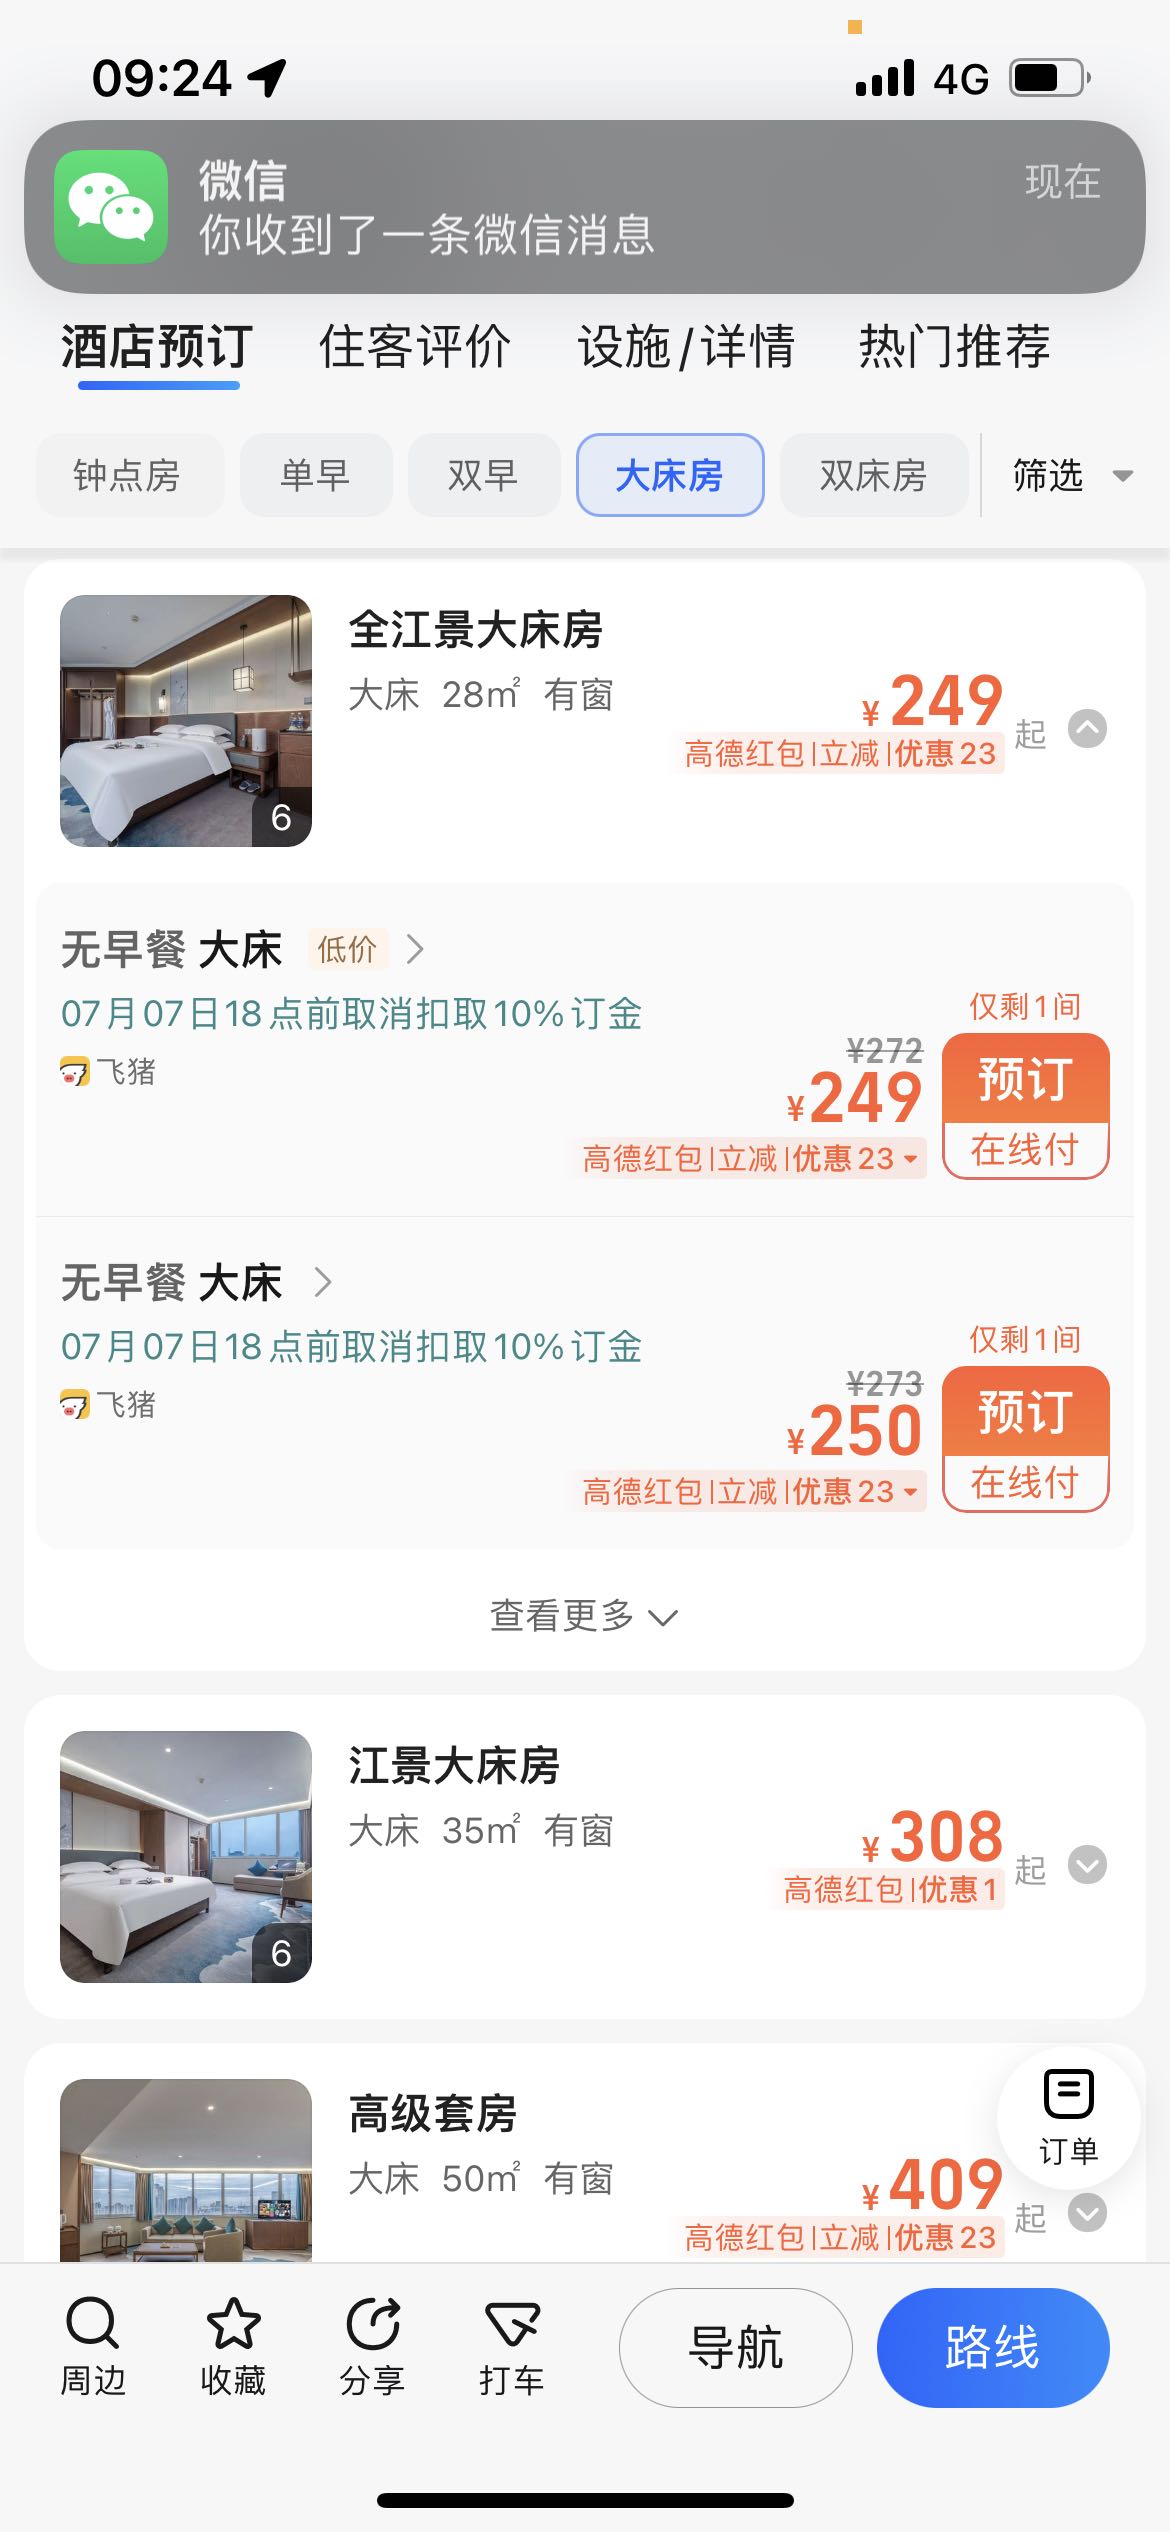 09:24
4G
微信
现在
你收到了一条微信消息
酒店预订 住客评价 设施/详情 热门推荐
钟点房 单早 双早 大床房 双床房 筛选
全江景大床房
大床 28㎡ 有窗
¥249起
高德红包|立减|优惠23
6
无早餐 大床 低价
07月07日18点前取消扣取10%订金
仅剩1间
飞猪
¥272
¥249
预订
高德红包|立减|优惠23
在线付
无早餐 大床
07月07日18点前取消扣取10%订金
仅剩1间
飞猪
¥273
¥250
预订
高德红包|立减|优惠23
在线付
查看更多
江景大床房
大床 35㎡ 有窗
¥308起
高德红包|优惠1
6
高级套房
订单
大床 50㎡ 有窗
¥409起
高德红包|立减|优惠23
周边 收藏 分享 打车 导航 路线